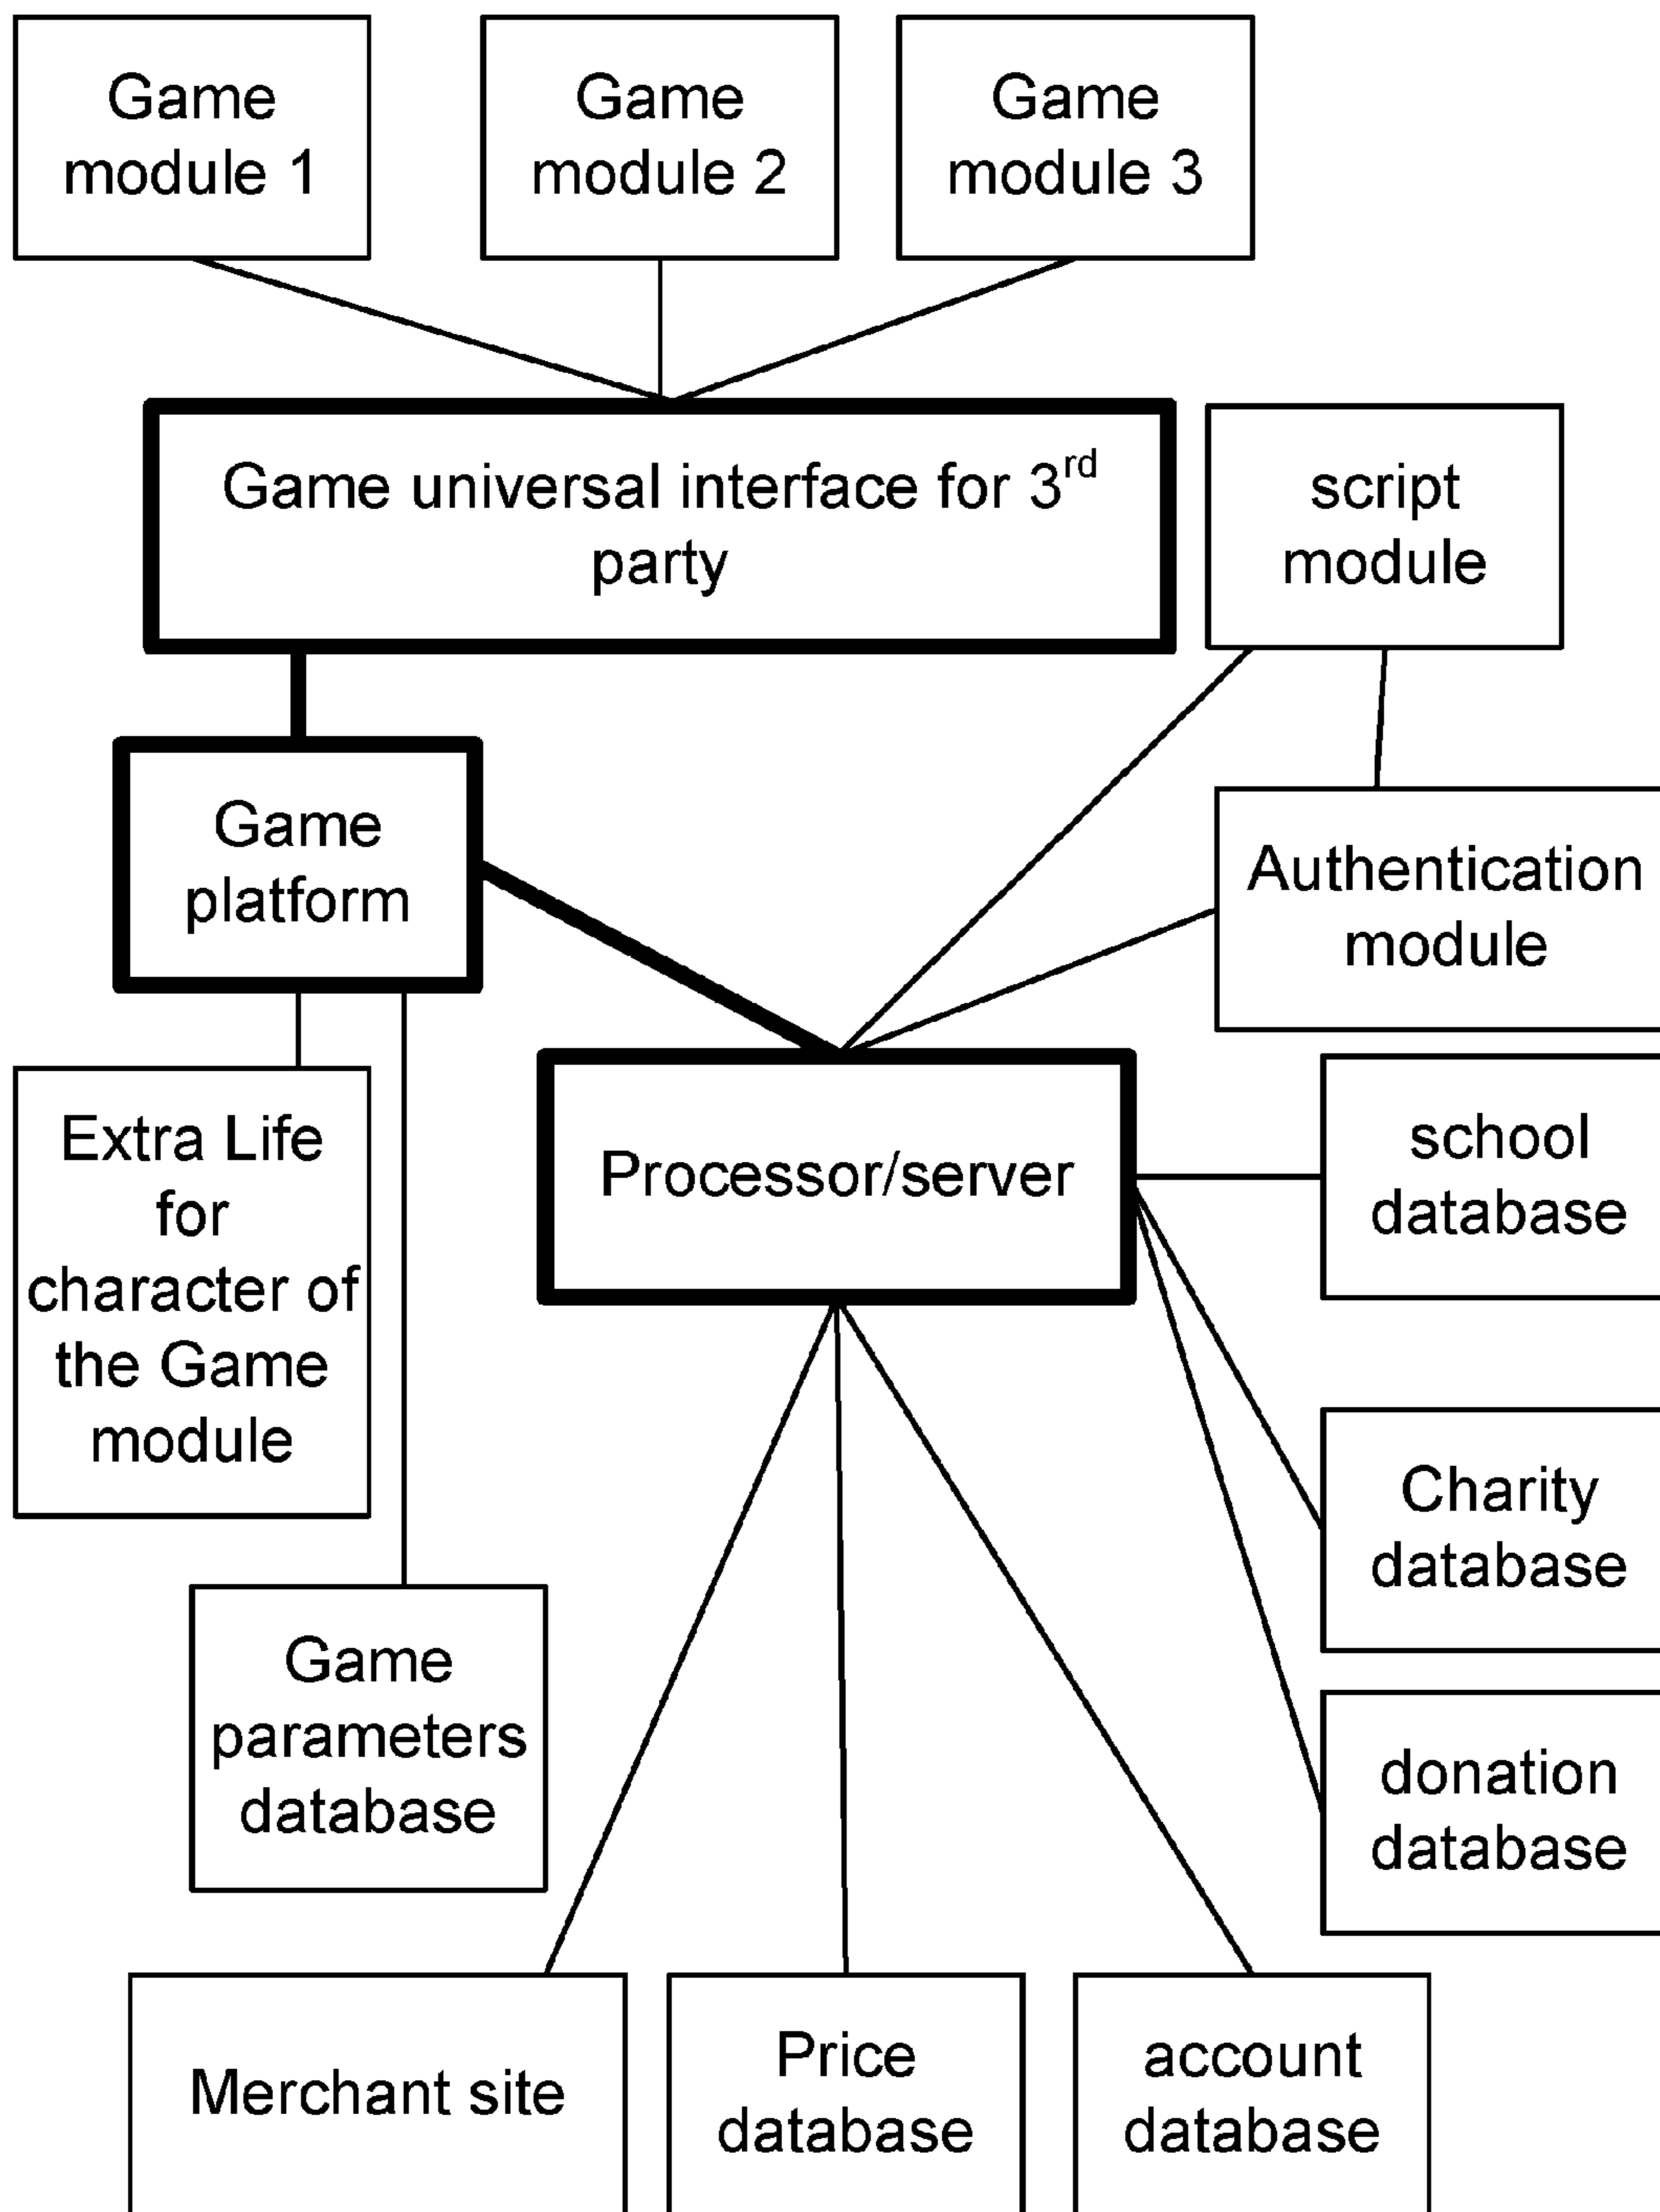 Game
module 1
Game
module 2
Game
module 3
Game universal interface for 3rd
party
script
module
Game
platform
Authentication
module
Extra Life
for
character of
the Game
module
Processor/server
school
database
Charity
database
Game
parameters
database
donation
database
Merchant site
Price
database
account
database